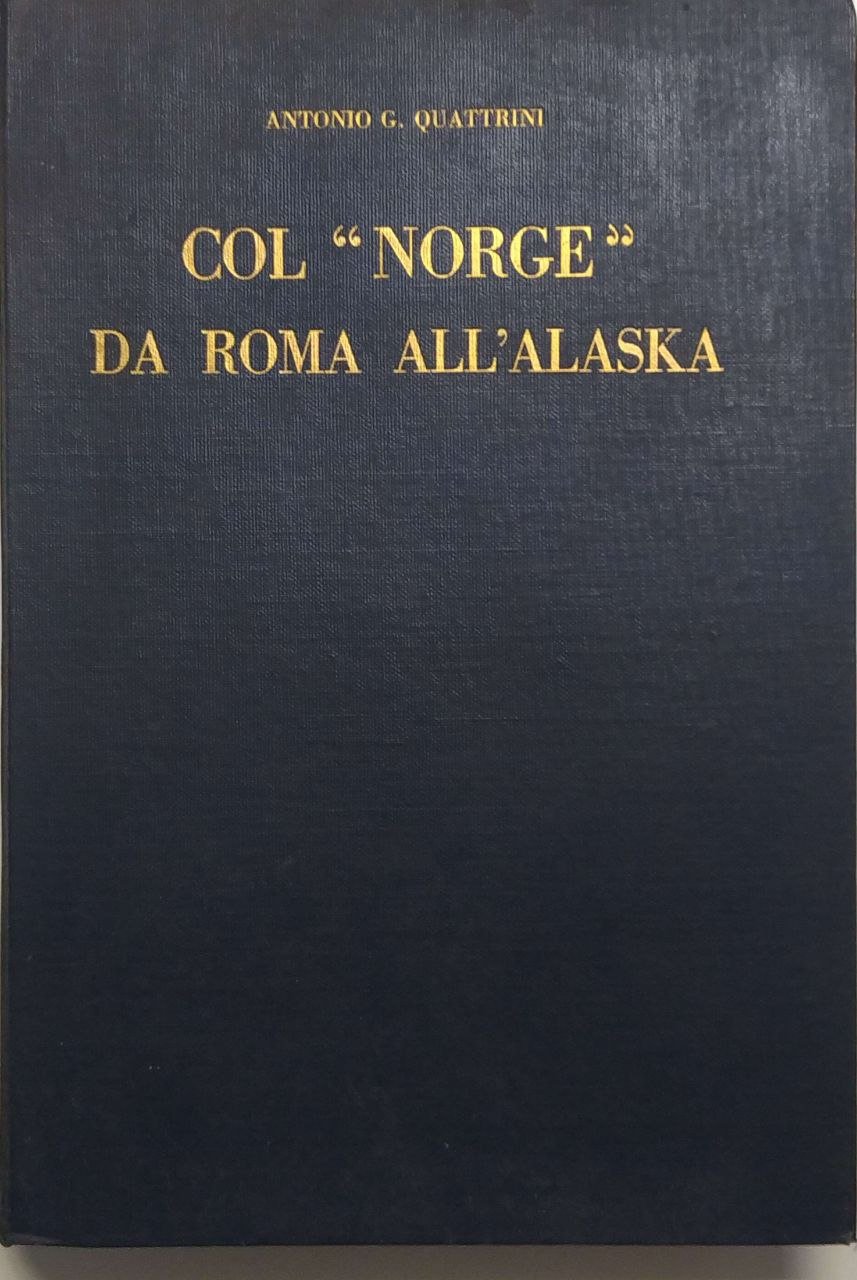 ANTONIO G. QUATTRINI
COL “NORGE”
DA ROMA ALL’ALASKA